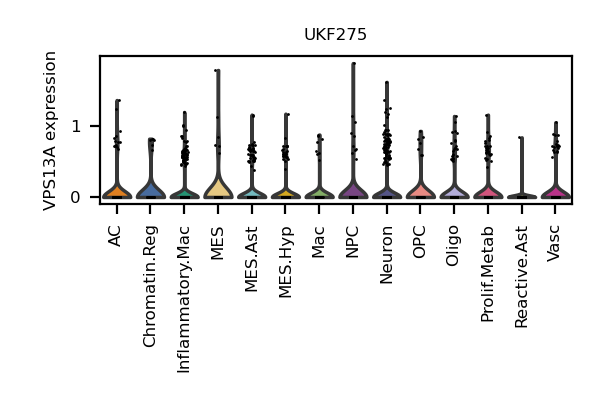 UKF275
VPS13A expression
1
0
AC
Chromatin.Reg
Inflammatory.Mac
MES
MES.Ast
MES.Hyp
Mac
NPC
Neuron
OPC
Oligo
Prolif.Metab
Reactive.Ast
Vasc